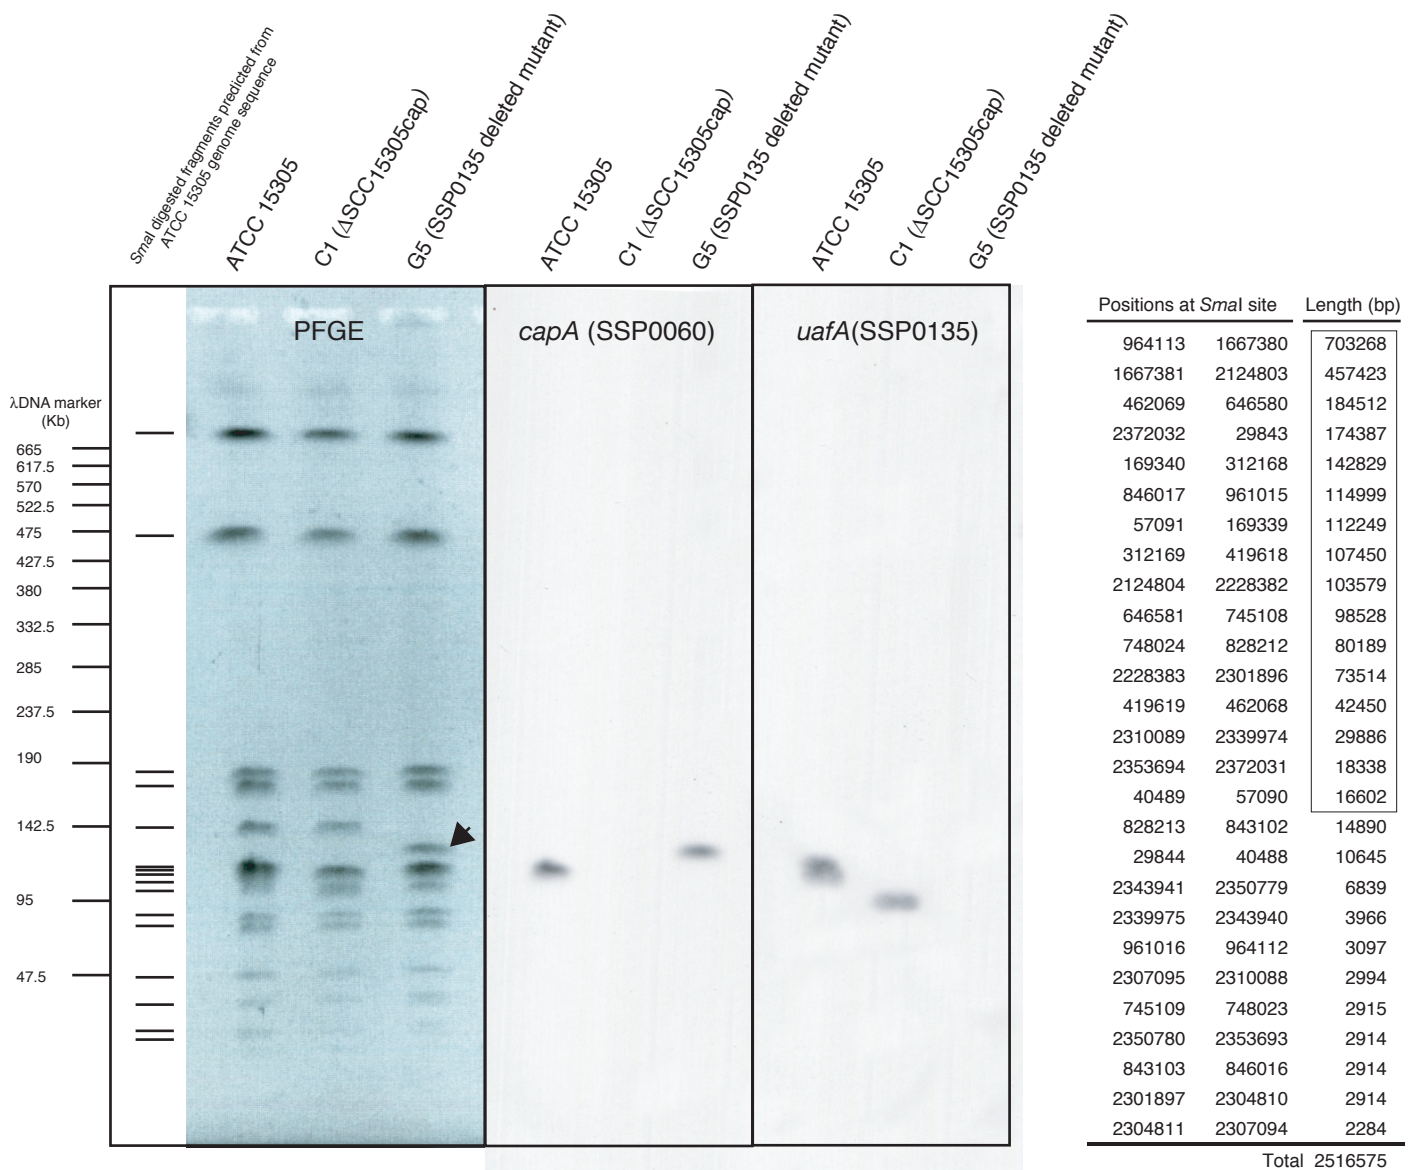 SmaI digested fragments predicted from
ATCC 15305 genome sequence
ATCC 15305
C1 (ΔSCC15305cap)
G5 (SSP0135 deleted mutant)
ATCC 15305
C1 (ΔSCC15305cap)
G5 (SSP0135 deleted mutant)
ATCC 15305
C1 (ΔSCC15305cap)
G5 (SSP0135 deleted mutant)
PFGE
capA (SSP0060)
uafA(SSP0135)
λDNA marker
(Kb)
665
617.5
570
522.5
475
427.5
380
332.5
285
237.5
190
142.5
95
47.5
Positions at SmaI site Length (bp)
964113 1667380 703268
1667381 2124803 457423
462069 646580 184512
2372032 29843 174387
169340 312168 142829
846017 961015 114999
57091 169339 112249
312169 419618 107450
2124804 2228382 103579
646581 745108 98528
748024 828212 80189
2228383 2301896 73514
419619 462068 42450
2310089 2339974 29886
2353694 2372031 18338
40489 57090 16602
828213 843102 14890
29844 40488 10645
2343941 2350779 6839
2339975 2343940 3966
961016 964112 3097
2307095 2310088 2994
745109 748023 2915
2350780 2353693 2914
843103 846016 2914
2301897 2304810 2914
2304811 2307094 2284
Total 2516575